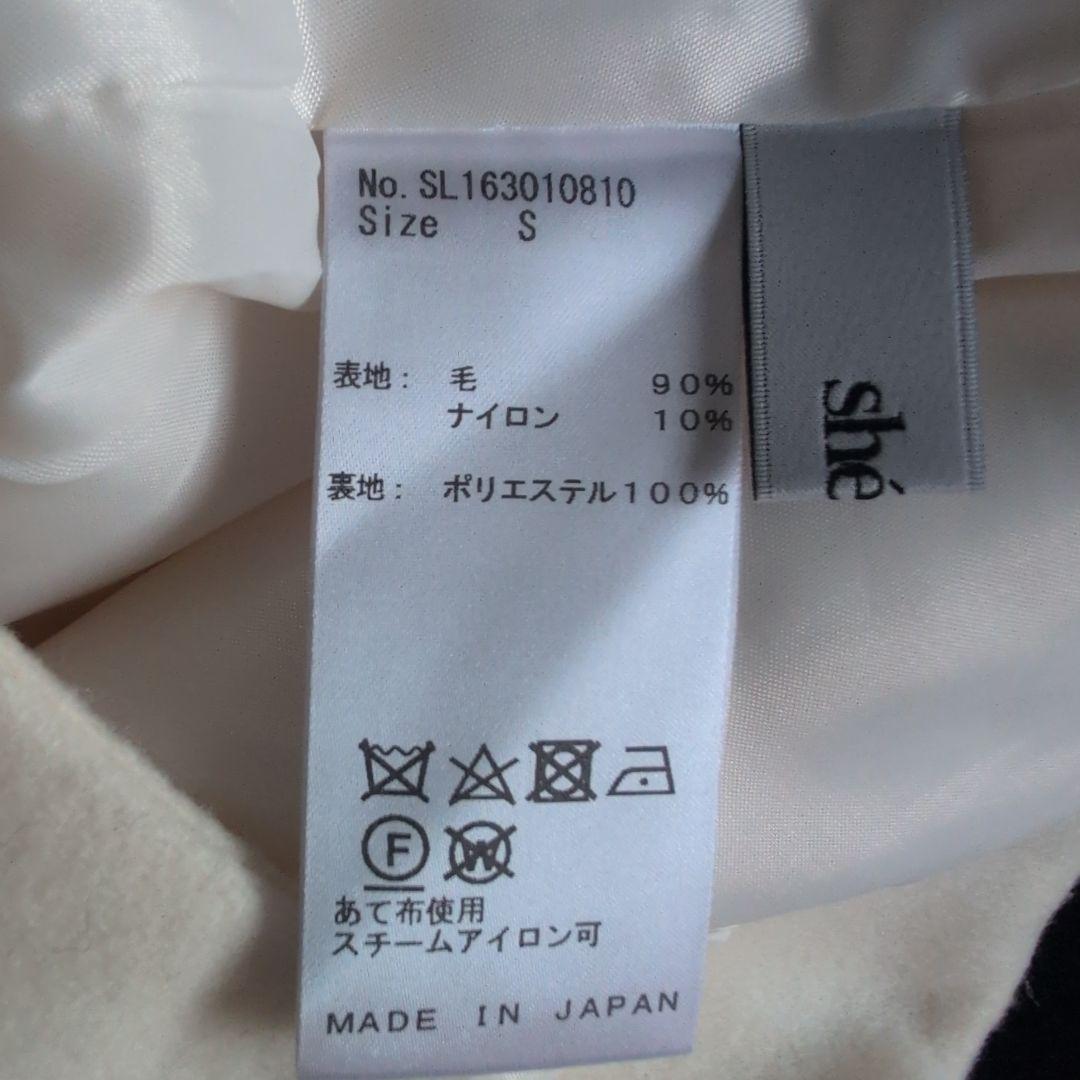 No. SL163010810
Size S
表地： 毛 90%
ナイロン 10%
裏地： ポリエステル100%
F
W
あて布使用
スチームアイロン可
MADE IN JAPAN
shé